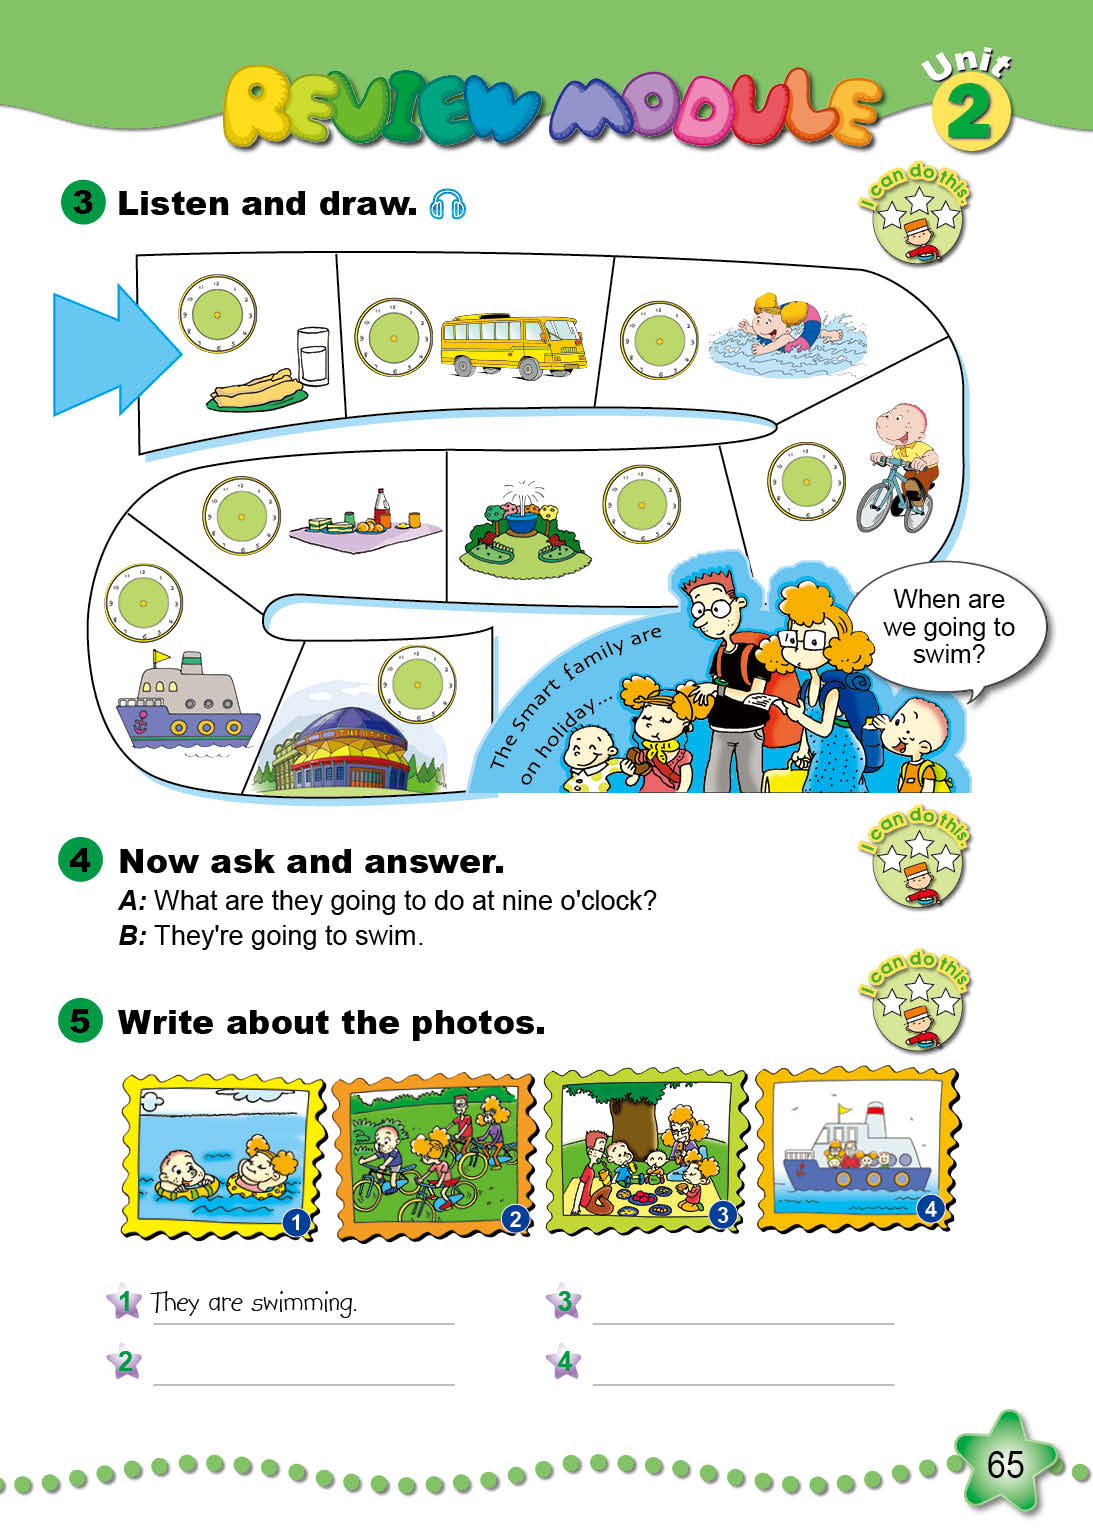 REVIEW MODULE
Unit
2
3 Listen and draw.
I can do this.
When are
we going to
swim?
The Smart family are
on holiday...
4 Now ask and answer.
I can do this.
A: What are they going to do at nine o'clock?
B: They're going to swim.
5 Write about the photos.
I can do this.
1
2
3
4
1 They are swimming.
2
3
4
65